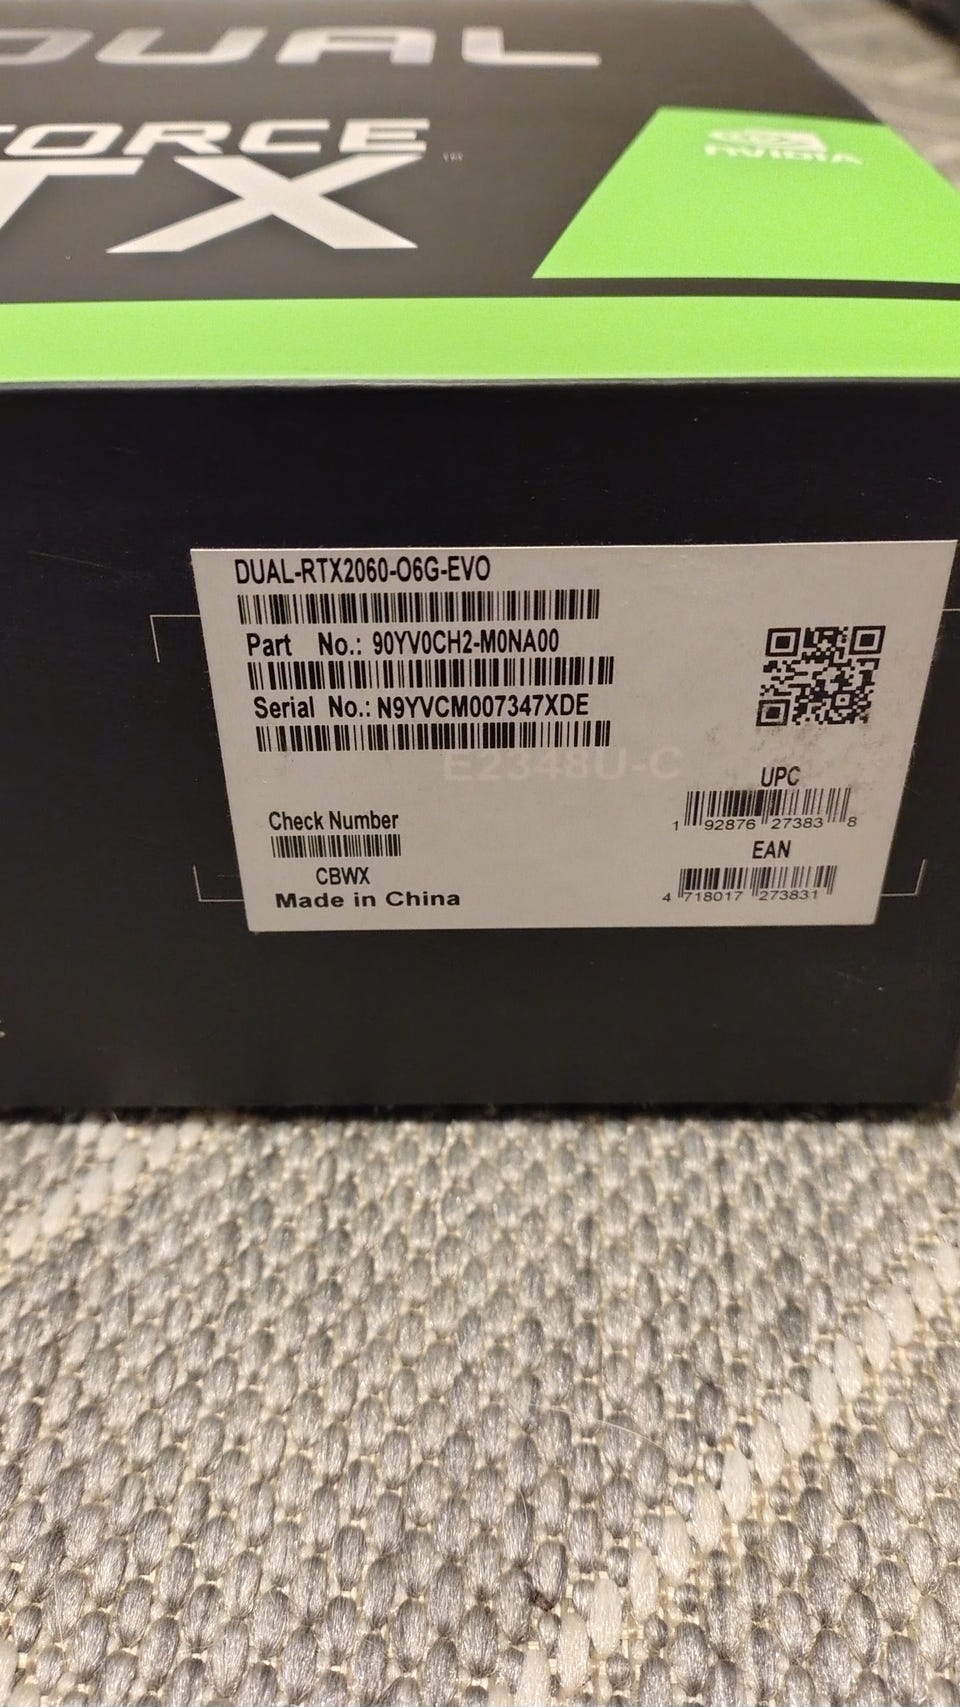 DUAL
FORCE
TX
™
NVIDIA
DUAL-RTX2060-O6G-EVO
Part No.: 90YV0CH2-M0NA00
Serial No.: N9YVCM007347XDE
E2348U-C
UPC
1 92876 27383 8
EAN
4 718017 273831
Check Number
CBWX
Made in China